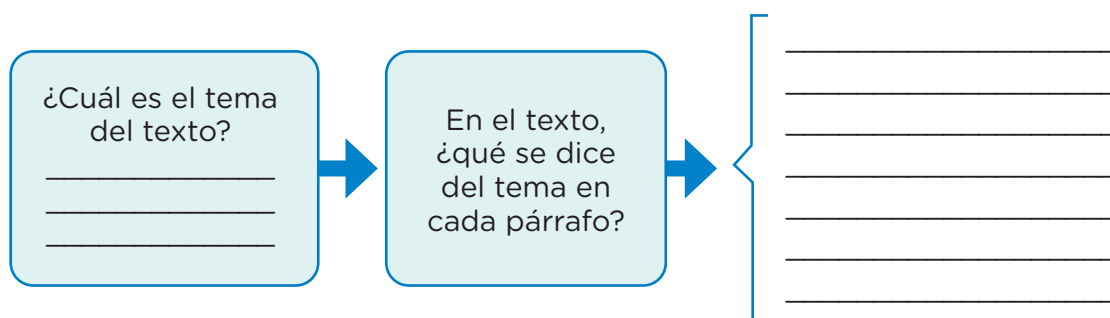 ¿Cuál es el tema
del texto?
En el texto,
¿qué se dice
del tema en
cada párrafo?